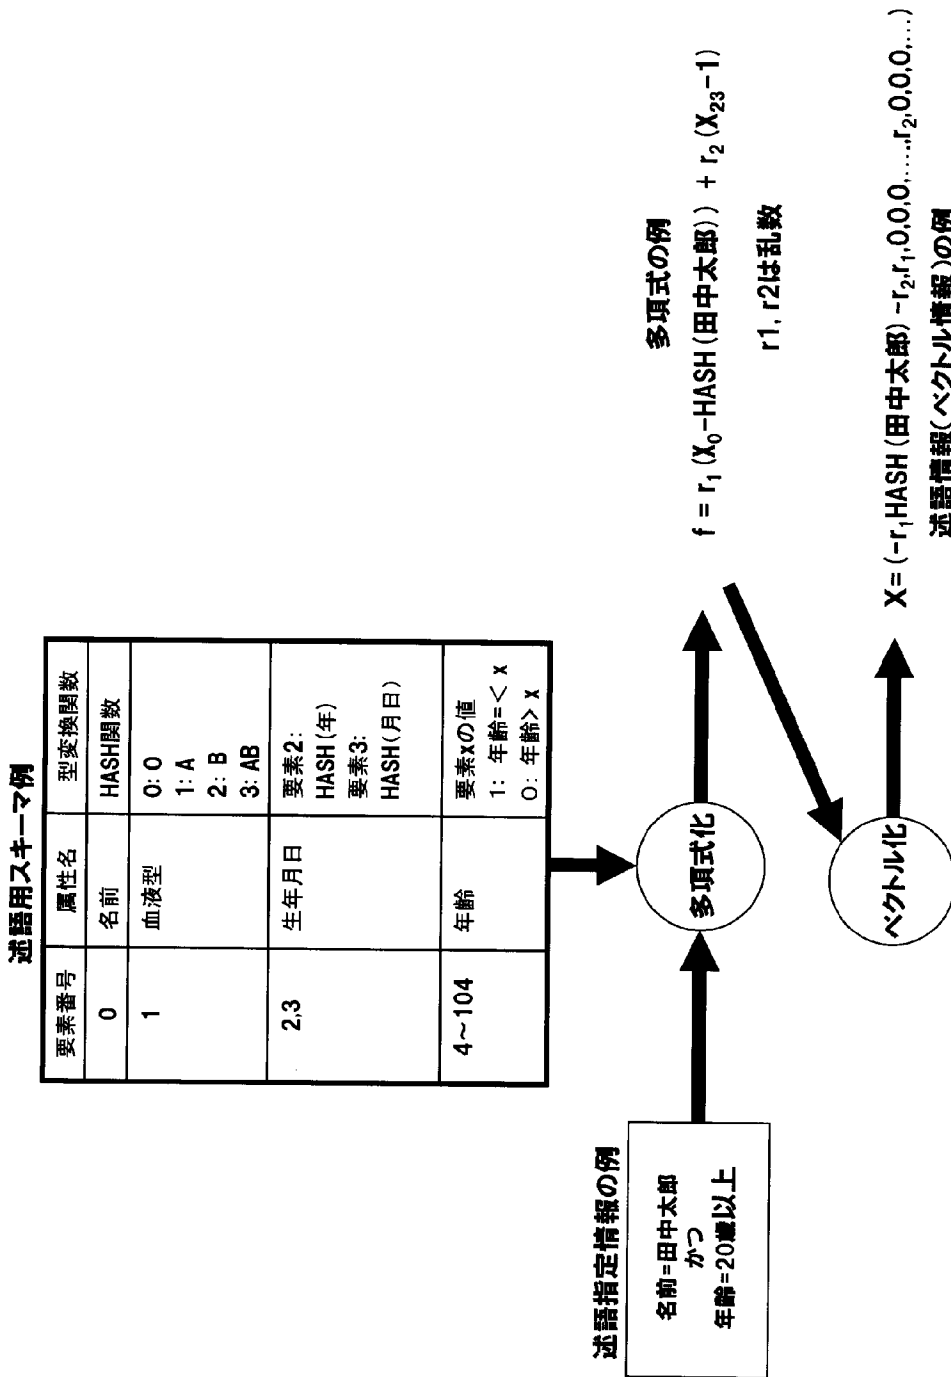 述語用スキーマ例
要素番号 属性名 型変換関数
0 名前 HASH関数
1 血液型 0: O
1: A
2: B
3: AB
2,3 生年月日 要素2:
HASH(年)
要素3:
HASH(月日)
4~104 年齢 要素xの値
1: 年齢=< x
0: 年齢> x
述語指定情報の例
名前=田中太郎
かつ
年齢=20歳以上
多項式化
多項式の例
f = r₁(X₀-HASH(田中太郎)) + r₂(X₂₃-1)
r1, r2は乱数
ベクトル化
X=(-r₁HASH(田中太郎)-r₂,r₁,0,0,0,....,r₂,0,0,0,...)
述語情報(ベクトル情報)の例